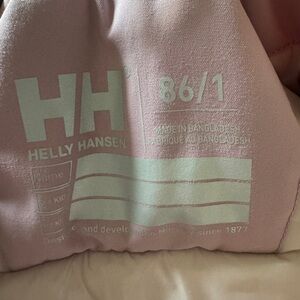 HH
86/1
MADE IN BANGLADESH
FABRIQUÉ AU BANGLADESH
HELLY HANSEN
Name
since 1877